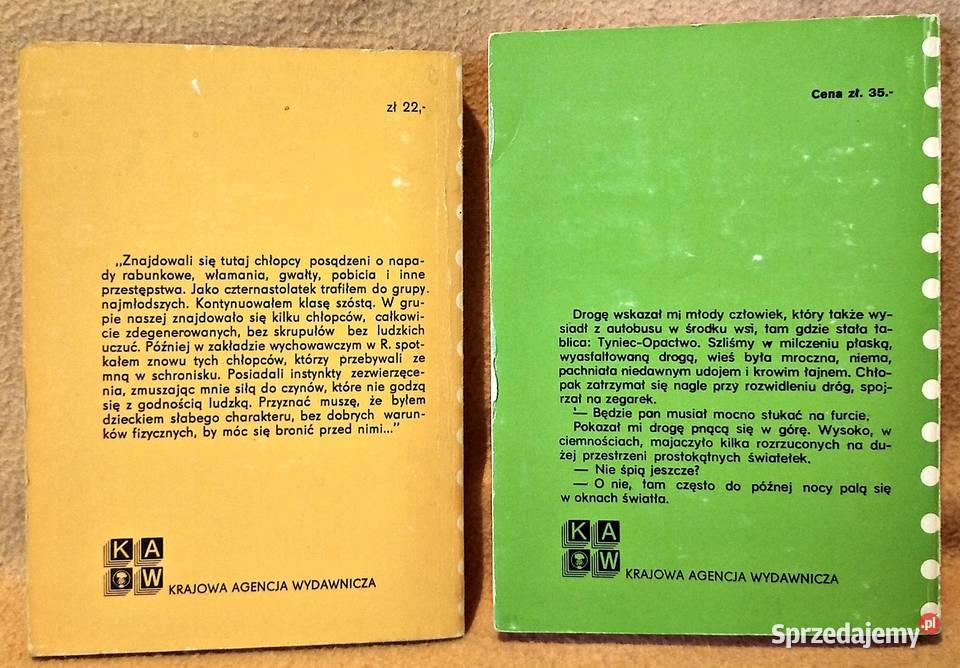 zł 22,-
„Znajdowali się tutaj chłopcy posądzeni o napa-
dy rabunkowe, włamania, gwałty, pobicia i inne
przestępstwa. Jako czternastolatek trafiłem do grupy
najmłodszych. Kontynuowałem klasę szóstą. W gru-
pie naszej znajdowało się kilku chłopców, całkowi-
cie zdegenerowanych, bez skrupułów bez ludzkich
uczuć. Później w zakładzie wychowawczym w R. spot-
kałem znowu tych chłopców, którzy przebywali ze
mną w schronisku. Posiadali instynkty zezwierzęce-
nia, zmuszając mnie siłą do czynów, które nie godzą
się z godnością ludzką. Przyznać muszę, że byłem
dzieckiem słabego charakteru, bez dobrych warun-
ków fizycznych, by móc się bronić przed nimi..."
KAW
KRAJOWA AGENCJA WYDAWNICZA
Cena zł. 35.-
Drogę wskazał mi młody człowiek, który także wy-
siadł z autobusu w środku wsi, tam gdzie stała ta-
blica: Tyniec-Opactwo. Szliśmy w milczeniu płaską,
wyasfaltowaną drogą, wieś była mroczna, niema,
pachniała niedawnym udojem i krowim łajnem. Chło-
pak zatrzymał się nagle przy rozwidleniu dróg, spoj-
rzał na zegarek.
— Będzie pan musiał mocno stukać na furcie.
Pokazał mi drogę pnącą się w górę. Wysoko, w
ciemnościach, majaczyło kilka rozrzuconych na du-
żej przestrzeni prostokątnych światełek.
— Nie śpią jeszcze?
— O nie, tam często do późnej nocy palą się
w oknach światła.
KAW
KRAJOWA AGENCJA WYDAWNICZA
Sprzedajemy.pl